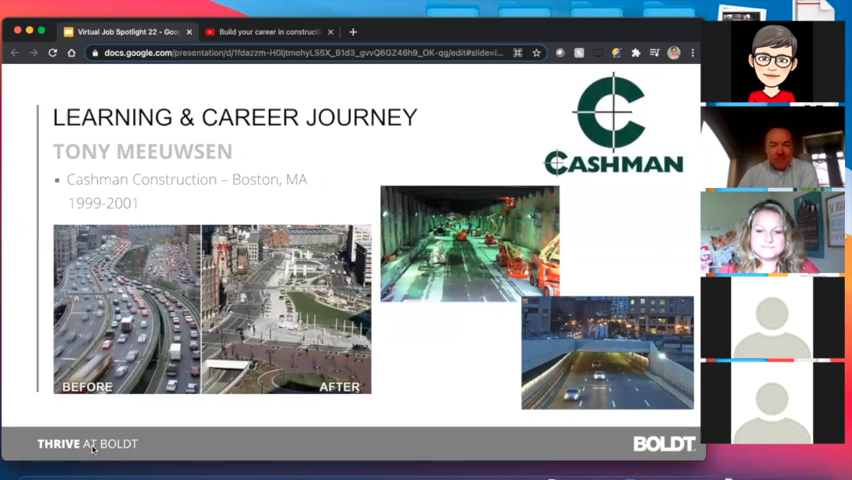 Virtual Job Spotlight 22 - Goo
Build your career in constructi
docs.google.com/presentation/d/1fdazzm-H0ljtmohyLS5X_B1d3_gvvQ6GZ46h9_OK-qg/edit#slide=i...
LEARNING & CAREER JOURNEY
TONY MEEUWSEN
Cashman Construction – Boston, MA
1999-2001
CASHMAN
BEFORE
AFTER
THRIVE AT BOLDT
BOLDT